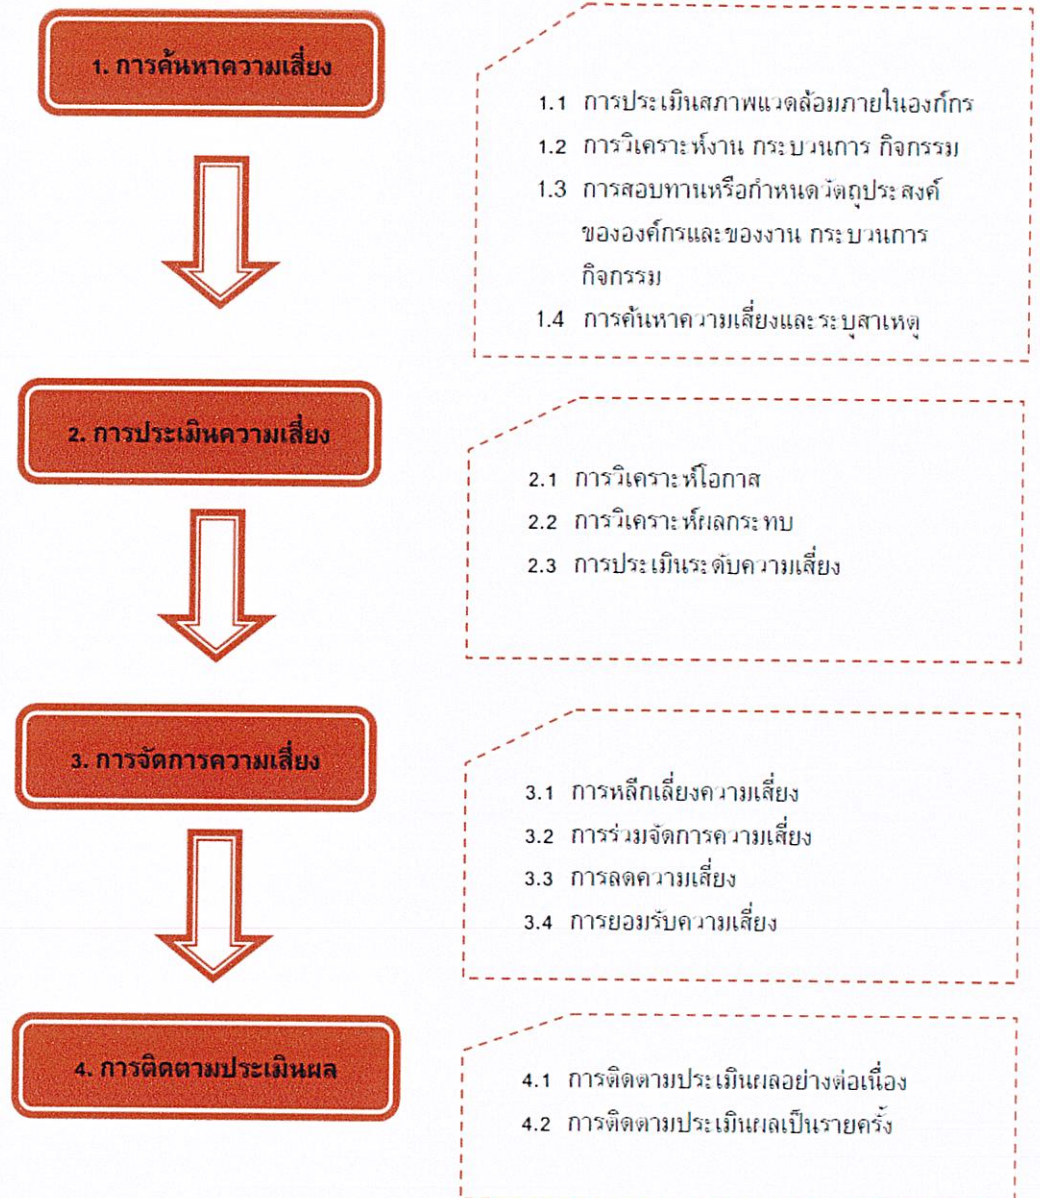 1. การค้นหาความเสี่ยง
1.1 การประเมินสภาพแวดล้อมภายในองค์กร
1.2 การวิเคราะห์งาน กระบวนการ กิจกรรม
1.3 การสอบทานหรือกำหนดวัตถุประสงค์
ขององค์กรและของงาน กระบวนการ
กิจกรรม
1.4 การค้นหาความเสี่ยงและระบุสาเหตุ
2. การประเมินความเสี่ยง
2.1 การวิเคราะห์โอกาส
2.2 การวิเคราะห์ผลกระทบ
2.3 การประเมินระดับความเสี่ยง
3. การจัดการความเสี่ยง
3.1 การหลีกเลี่ยงความเสี่ยง
3.2 การร่วมจัดการความเสี่ยง
3.3 การลดความเสี่ยง
3.4 การยอมรับความเสี่ยง
4. การติดตามประเมินผล
4.1 การติดตามประเมินผลอย่างต่อเนื่อง
4.2 การติดตามประเมินผลเป็นรายครั้ง